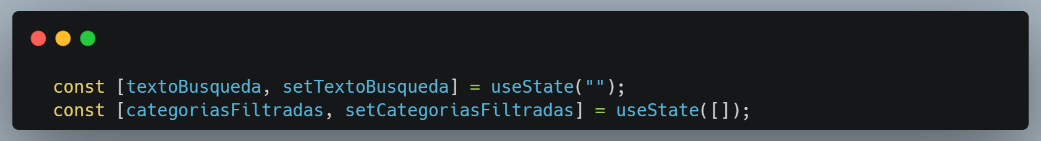 const [textoBusqueda, setTextoBusqueda] = useState("");
const [categoriasFiltradas, setCategoriasFiltradas] = useState([]);